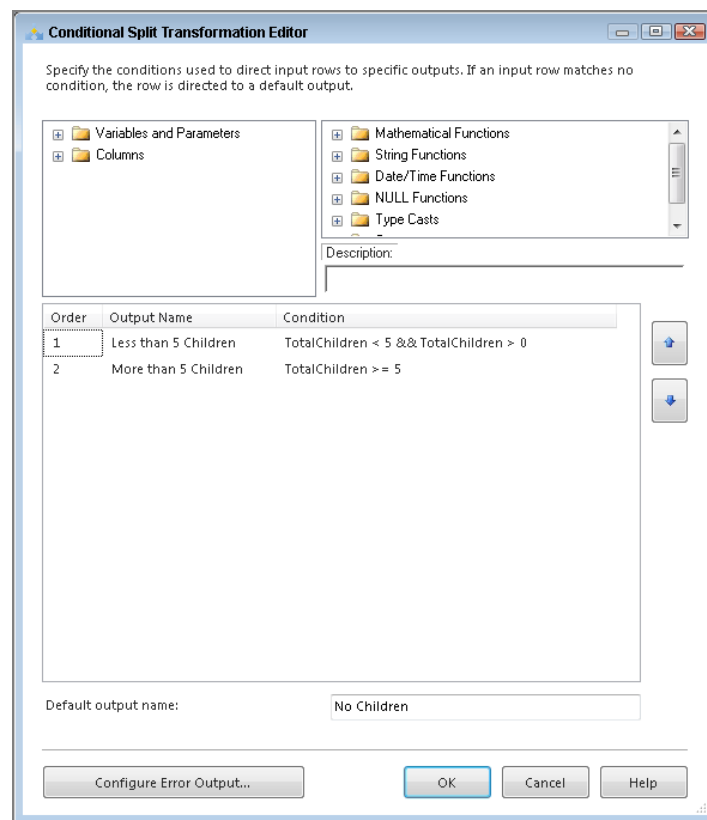 Conditional Split Transformation Editor
Specify the conditions used to direct input rows to specific outputs. If an input row matches no
condition, the row is directed to a default output.
Variables and Parameters
Columns
Mathematical Functions
String Functions
Date/Time Functions
NULL Functions
Type Casts
Description:
Order Output Name Condition
1 Less than 5 Children TotalChildren < 5 && TotalChildren > 0
2 More than 5 Children TotalChildren >= 5
Default output name: No Children
Configure Error Output... OK Cancel Help